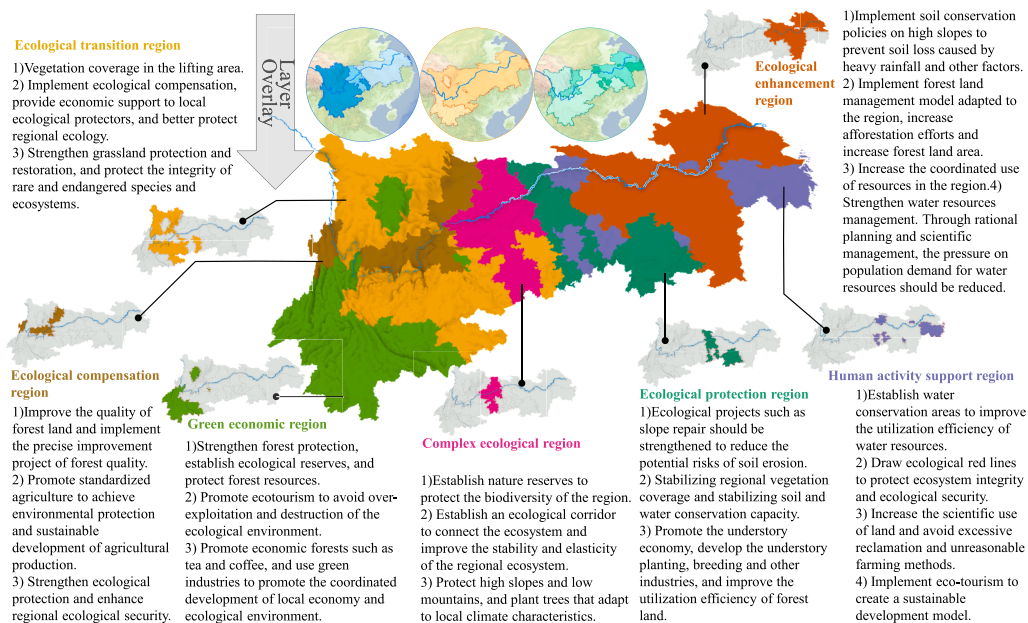 Ecological transition region
1)Vegetation coverage in the lifting area.
2) Implement ecological compensation,
provide economic support to local
ecological protectors, and better protect
regional ecology.
3) Strengthen grassland protection and
restoration, and protect the integrity of
rare and endangered species and
ecosystems.
Layer
Overlay
Ecological
enhancement
region
1)Implement soil conservation
policies on high slopes to
prevent soil loss caused by
heavy rainfall and other factors.
2) Implement forest land
management model adapted to
the region, increase
afforestation efforts and
increase forest land area.
3) Increase the coordinated use
of resources in the region.4)
Strengthen water resources
management. Through rational
planning and scientific
management, the pressure on
population demand for water
resources should be reduced.
Ecological compensation
region
1)Improve the quality of
forest land and implement
the precise improvement
project of forest quality.
2) Promote standardized
agriculture to achieve
environmental protection
and sustainable
development of agricultural
production.
3) Strengthen ecological
protection and enhance
regional ecological security.
Green economic region
1)Strengthen forest protection,
establish ecological reserves, and
protect forest resources.
2) Promote ecotourism to avoid over-
exploitation and destruction of the
ecological environment.
3) Promote economic forests such as
tea and coffee, and use green
industries to promote the coordinated
development of local economy and
ecological environment.
Complex ecological region
1)Establish nature reserves to
protect the biodiversity of the region.
2) Establish an ecological corridor
to connect the ecosystem and
improve the stability and elasticity
of the regional ecosystem.
3) Protect high slopes and low
mountains, and plant trees that adapt
to local climate characteristics.
Ecological protection region
1)Ecological projects such as
slope repair should be
strengthened to reduce the
potential risks of soil erosion.
2) Stabilizing regional vegetation
coverage and stabilizing soil and
water conservation capacity.
3) Promote the understory
economy, develop the understory
planting, breeding and other
industries, and improve the
utilization efficiency of forest
land.
Human activity support region
1) Establish water
conservation areas to improve
the utilization efficiency of
water resources.
2) Draw ecological red lines
to protect ecosystem integrity
and ecological security.
3) Increase the scientific use
of land and avoid excessive
reclamation and unreasonable
farming methods.
4) Implement eco-tourism to
create a sustainable
development model.